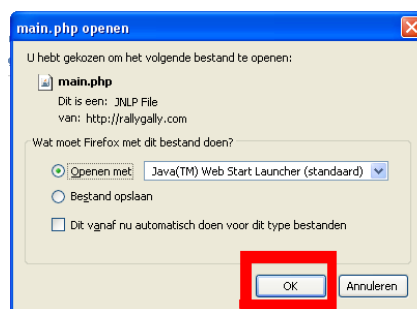 main.php openen
U hebt gekozen om het volgende bestand te openen:
main.php
Dit is een: JNLP File
van: http://rallygally.com
Wat moet Firefox met dit bestand doen?
Openen met Java(TM) Web Start Launcher (standaard)
Bestand opslaan
Dit vanaf nu automatisch doen voor dit type bestanden
OK Annuleren